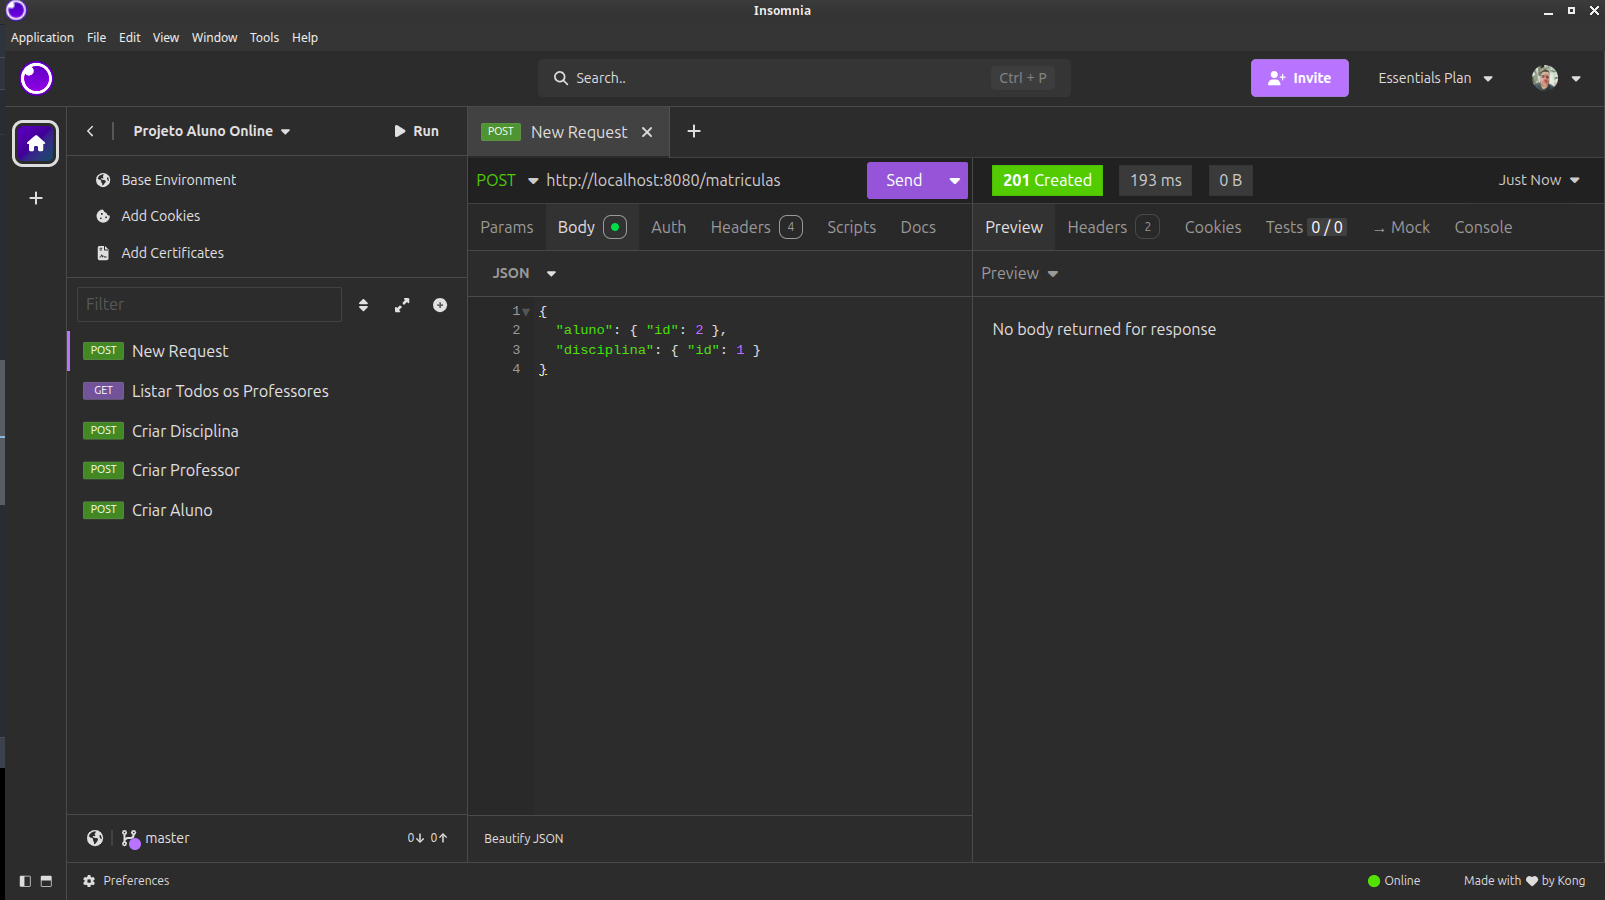 Insomnia
Application File Edit View Window Tools Help
Search.. Ctrl + P
Invite
Essentials Plan
Projeto Aluno Online
Run
POST New Request
Base Environment
Add Cookies
Add Certificates
Filter
POST New Request
GET Listar Todos os Professores
POST Criar Disciplina
POST Criar Professor
POST Criar Aluno
master
0↓ 0↑
POST http://localhost:8080/matriculas
Send
Params Body Auth Headers 4 Scripts Docs
JSON
1 {
2 "aluno": { "id": 2 },
3 "disciplina": { "id": 1 }
4 }
Beautify JSON
201 Created 193 ms 0 B
Just Now
Preview Headers 2 Cookies Tests 0 / 0 → Mock Console
Preview
No body returned for response
Preferences
Online
Made with ♥ by Kong